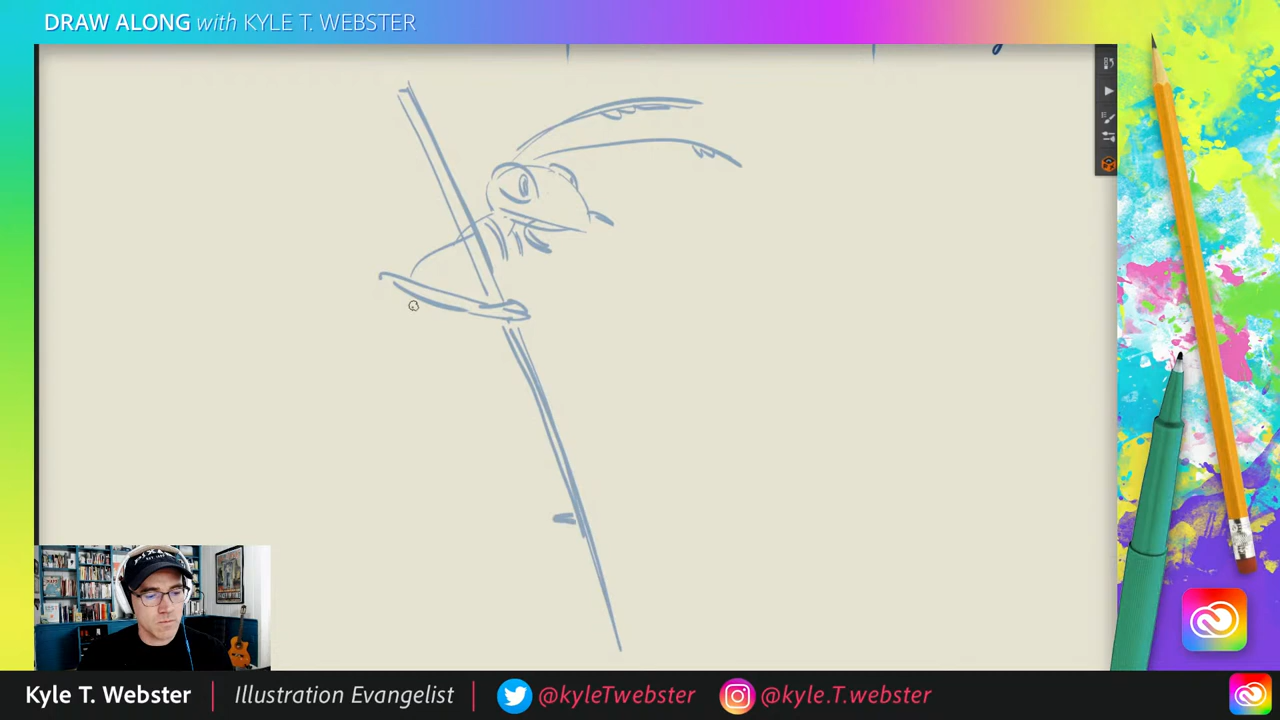 DRAW ALONG with KYLE T. WEBSTER
Kyle T. Webster | Illustration Evangelist | @kyleTwebster @kyle.T.webster